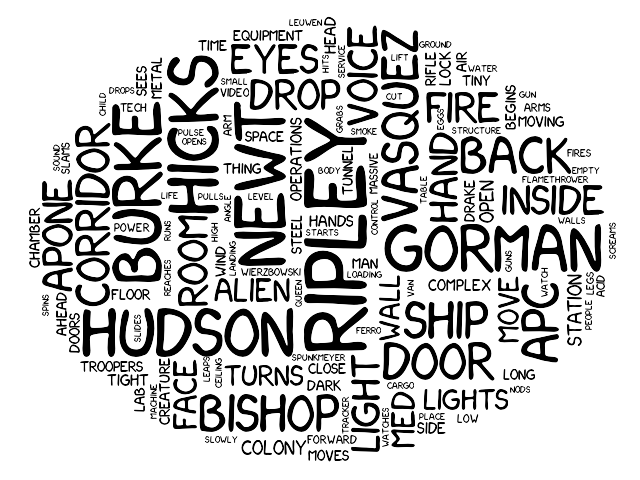 LEUWEN
EQUIPMENT
TIME
HEAD
EYES
HITS
SERVICE
VOICE
LIFT
GROUND
RIFLE
LOCK
AIR
WATER
TINY
SEES
METAL
DROPS
CHILD
TECH
HICKS
SMALL
VIDEO
DROP
CUT
VASQUEZ
FIRE
EGGS
STRUCTURE
BEGINS
GUN
ARMS
MOVING
SOUND
SLAMS
CORRIDOR
BURKE
PULSE
OPENS
ARM
NEWT
SPACE
OPERATIONS
GRABS
SMOKE
RIPLEY
BODY
TUNNEL
MASSIVE
CONTROL
HAND
BACK
FIRES
EMPTY
FLAMETHROWER
THING
TABLE
DRAKE
OPEN
INSIDE
WALLS
CHAMBER
APONE
LIFE
PULLS
LEVEL
ANGLE
POWER
RUNS
ROOM
HIGH
STEEL
HANDS
STARTS
GORMAN
SCREAMS
GUNS
WIND
LANDING
WIERZBOWSKI
MAN
LOADING
SPINS
AHEAD
DOORS
FLOOR
REACHES
ALIEN
QUEEN
WALL
VAN
COMPLEX
MOVE
APC
WATCH
STATION
PEOPLE
LEGS
ACID
HUDSON
SLIDES
FERRO
SHIP
DOOR
TROOPERS
TIGHT
LAB
MACHINE
CREATURE
FACE
LEAPS
CEILING
TURNS
SPUNKMEYER
CLOSE
DARK
LIGHT
CARGO
LONG
NODS
BISHOP
TRACKER
WATCHES
MED
LIGHTS
PLACE
SIDE
LOW
SLOWLY
COLONY
FORWARD
MOVES